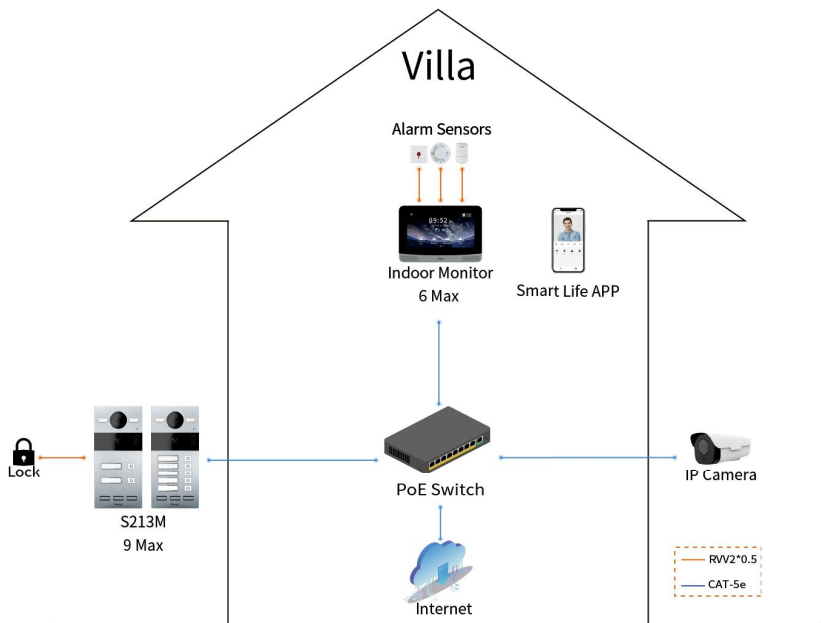 Villa
Alarm Sensors
09:52
Indoor Monitor
6 Max
Smart Life APP
Lock
S213M
9 Max
PoE Switch
IP Camera
Internet
RVV2*0.5
CAT-5e